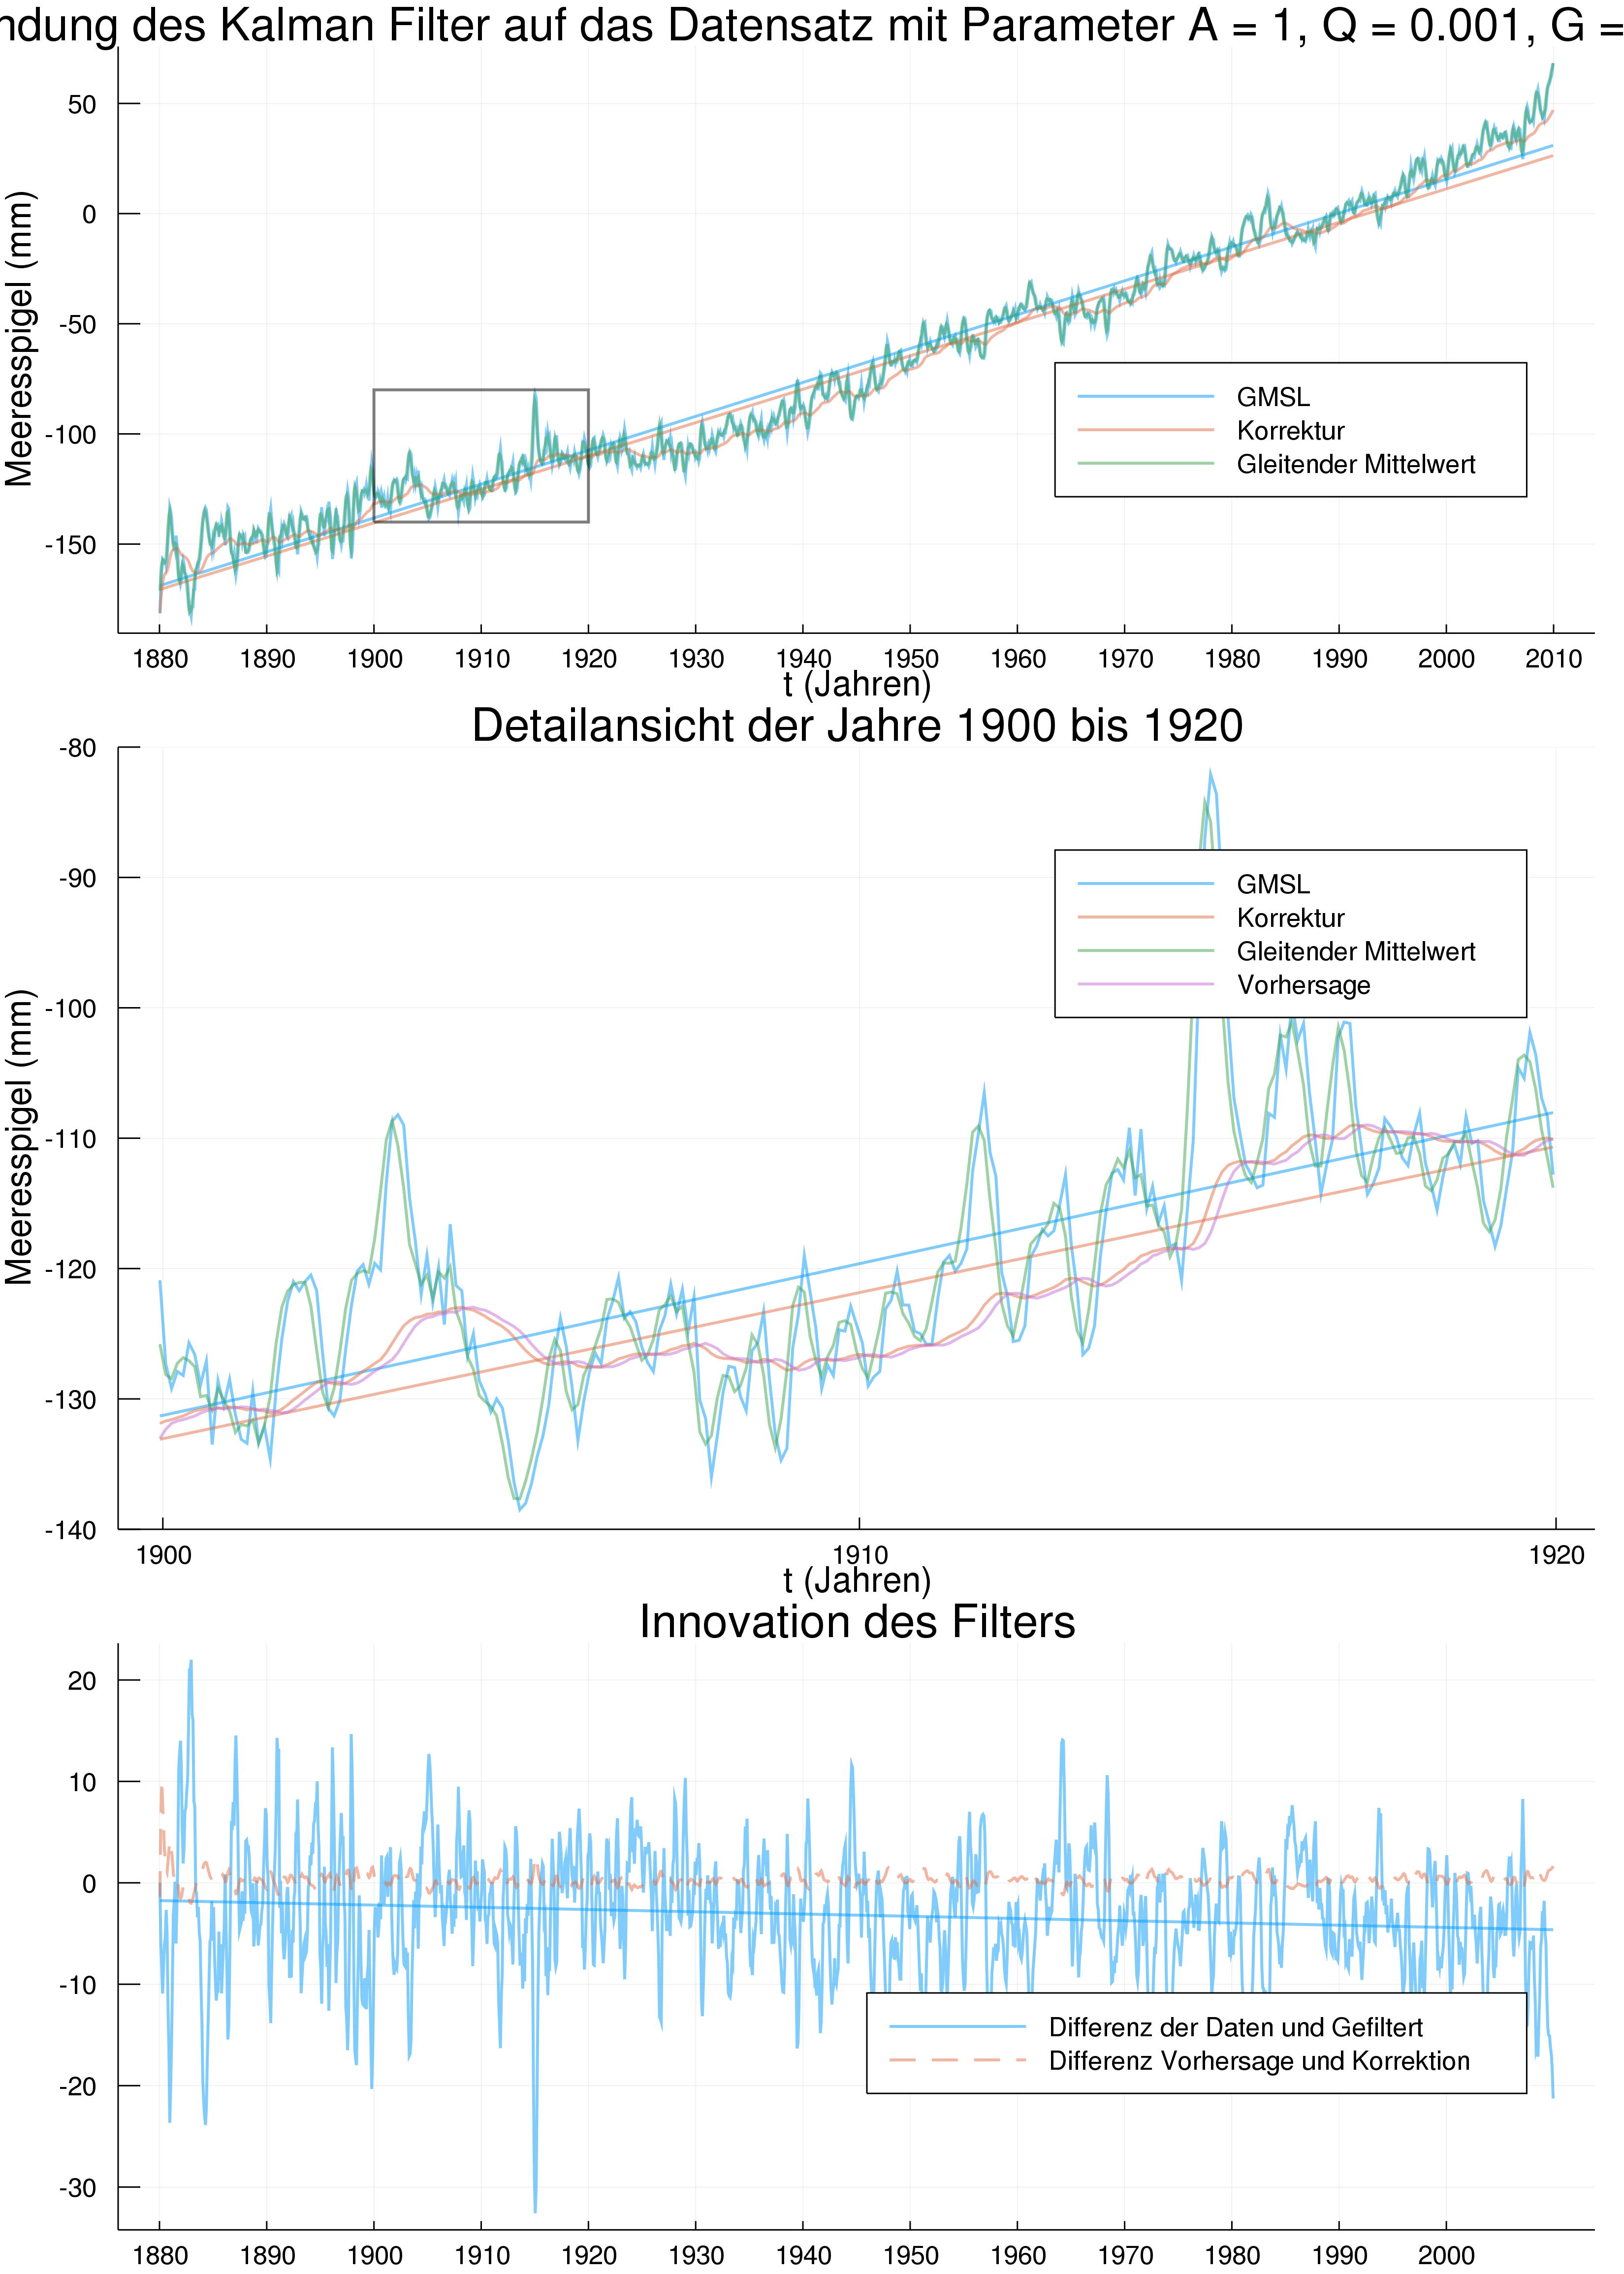 ndung des Kalman Filter auf das Datensatz mit Parameter A = 1, Q = 0.001, G =
Meeresspigel (mm)
50
0
-50
-100
-150
GMSL
Korrektur
Gleitender Mittelwert
1880 1890 1900 1910 1920 1930 1940 1950 1960 1970 1980 1990 2000 2010
t (Jahren)
Detailansicht der Jahre 1900 bis 1920
Meeresspigel (mm)
-80
-90
-100
-110
-120
-130
-140
GMSL
Korrektur
Gleitender Mittelwert
Vorhersage
1900 1910 1920
t (Jahren)
Innovation des Filters
20
10
0
-10
-20
-30
Differenz der Daten und Gefiltert
Differenz Vorhersage und Korrektion
1880 1890 1900 1910 1920 1930 1940 1950 1960 1970 1980 1990 2000